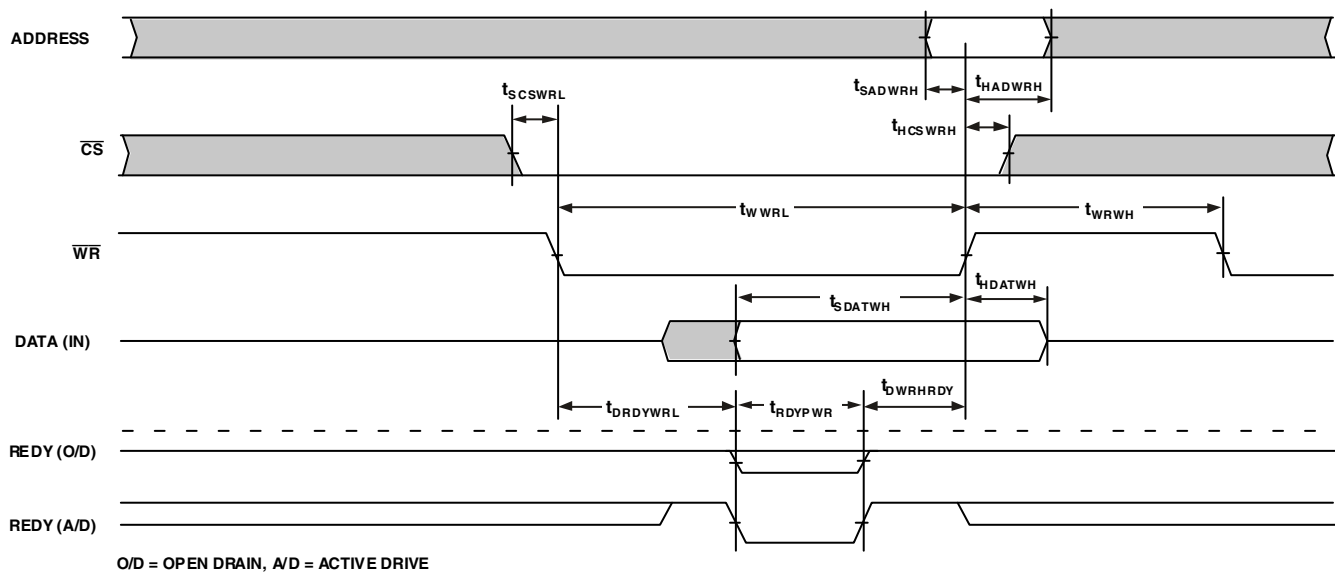 ADDRESS
tSADWRH
tHADWRH
tSCSWRL
tHCSWRH
CS
tWWRL
tWRWH
WR
tSDATWH
tHDATWH
DATA (IN)
tDRDYWRL
tRDYPWR
tDWRHRDY
REDY (O/D)
REDY (A/D)
O/D = OPEN DRAIN, A/D = ACTIVE DRIVE